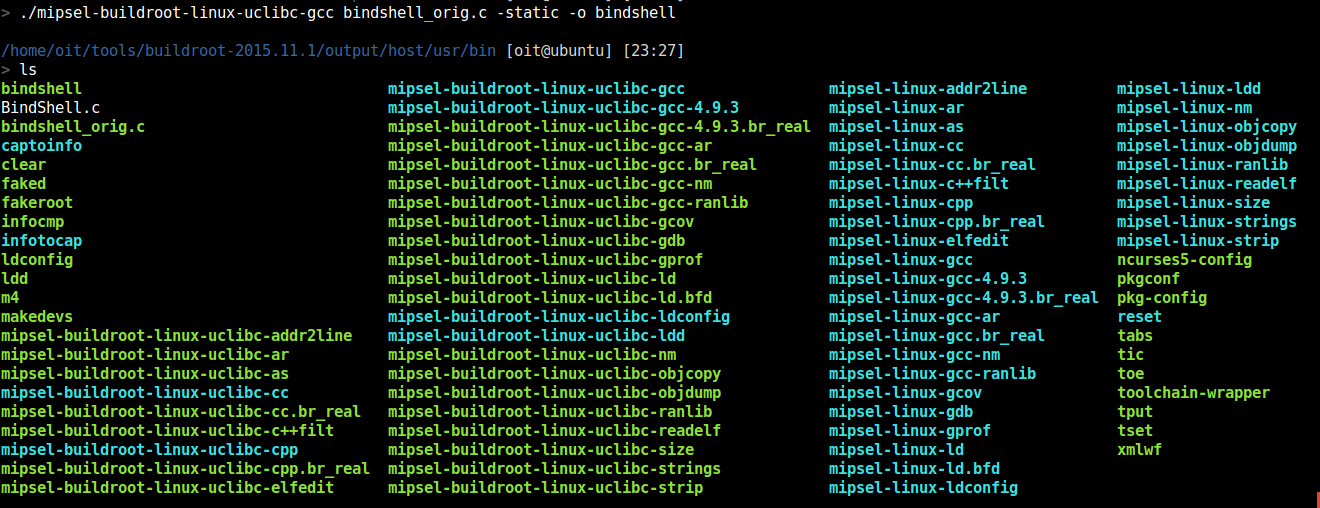 > ./mipsel-buildroot-linux-uclibc-gcc bindshell_orig.c -static -o bindshell
/home/oit/tools/buildroot-2015.11.1/output/host/usr/bin [oit@ubuntu] [23:27]
> ls
bindshell mipsel-buildroot-linux-uclibc-gcc mipsel-linux-addr2line mipsel-linux-ldd
BindShell.c mipsel-buildroot-linux-uclibc-gcc-4.9.3 mipsel-linux-ar mipsel-linux-nm
bindshell_orig.c mipsel-buildroot-linux-uclibc-gcc-4.9.3.br_real mipsel-linux-as mipsel-linux-objcopy
captoinfo mipsel-buildroot-linux-uclibc-gcc-ar mipsel-linux-cc mipsel-linux-objdump
clear mipsel-buildroot-linux-uclibc-gcc.br_real mipsel-linux-cc.br_real mipsel-linux-ranlib
faked mipsel-buildroot-linux-uclibc-gcc-nm mipsel-linux-c++filt mipsel-linux-readelf
fakeroot mipsel-buildroot-linux-uclibc-gcc-ranlib mipsel-linux-cpp mipsel-linux-size
infocmp mipsel-buildroot-linux-uclibc-gcov mipsel-linux-cpp.br_real mipsel-linux-strings
infotocap mipsel-buildroot-linux-uclibc-gdb mipsel-linux-elfedit mipsel-linux-strip
ldconfig mipsel-buildroot-linux-uclibc-gprof mipsel-linux-gcc ncurses5-config
ldd mipsel-buildroot-linux-uclibc-ld mipsel-linux-gcc-4.9.3 pkgconf
m4 mipsel-buildroot-linux-uclibc-ld.bfd mipsel-linux-gcc-4.9.3.br_real pkg-config
makedevs mipsel-buildroot-linux-uclibc-ldconfig mipsel-linux-gcc-ar reset
mipsel-buildroot-linux-uclibc-addr2line mipsel-buildroot-linux-uclibc-ldd mipsel-linux-gcc.br_real tabs
mipsel-buildroot-linux-uclibc-ar mipsel-buildroot-linux-uclibc-nm mipsel-linux-gcc-nm tic
mipsel-buildroot-linux-uclibc-as mipsel-buildroot-linux-uclibc-objcopy mipsel-linux-gcc-ranlib toe
mipsel-buildroot-linux-uclibc-cc mipsel-buildroot-linux-uclibc-objdump mipsel-linux-gcov toolchain-wrapper
mipsel-buildroot-linux-uclibc-cc.br_real mipsel-buildroot-linux-uclibc-ranlib mipsel-linux-gdb tput
mipsel-buildroot-linux-uclibc-c++filt mipsel-buildroot-linux-uclibc-readelf mipsel-linux-gprof tset
mipsel-buildroot-linux-uclibc-cpp mipsel-buildroot-linux-uclibc-size mipsel-linux-ld xmlwf
mipsel-buildroot-linux-uclibc-cpp.br_real mipsel-buildroot-linux-uclibc-strings mipsel-linux-ld.bfd
mipsel-buildroot-linux-uclibc-elfedit mipsel-buildroot-linux-uclibc-strip mipsel-linux-ldconfig